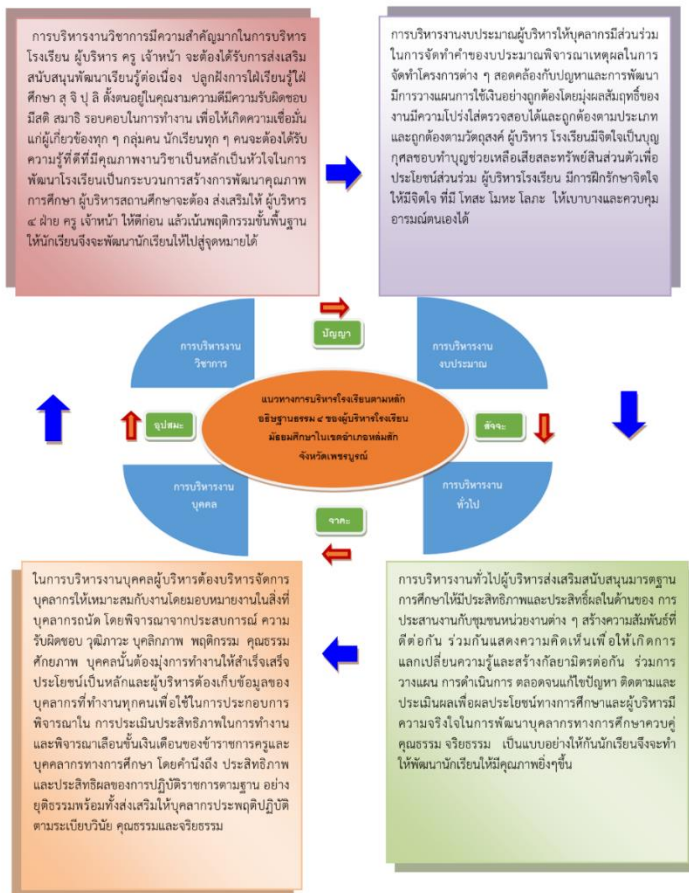 การบริหารงานวิชาการมีความสำคัญมากในการบริหาร
โรงเรียน ผู้บริหาร ครู เจ้าหน้า จะต้องได้รับการส่งเสริม
สนับสนุนพัฒนาเรียนรู้ต่อเนื่อง ปลูกฝังการใฝ่เรียนรู้ใฝ่
ศึกษา สุ จิ ปุ ลิ ตั้งตนอยู่ในคุณงามความดีมีความรับผิดชอบ
มีสติ สมาธิ รอบคอบในการทำงาน เพื่อให้เกิดความเชื่อมั่น
แก่ผู้เกี่ยวข้องทุก ๆ กลุ่มคน นักเรียนทุก ๆ คนจะต้องได้รับ
ความรู้ที่ดีที่มีคุณภาพงานวิชาเป็นหลักเป็นหัวใจในการ
พัฒนาโรงเรียนเป็นกระบวนการสร้างการพัฒนาคุณภาพ
การศึกษา ผู้บริหารสถานศึกษาจะต้อง ส่งเสริมให้ ผู้บริหาร
๔ ฝ่าย ครู เจ้าหน้า ให้ดีก่อน แล้วเน้นพฤติกรรมขั้นพื้นฐาน
ให้นักเรียนจึงจะพัฒนานักเรียนให้ไปสู่จุดหมายได้
การบริหารงานงบประมาณผู้บริหารให้บุคลากรมีส่วนร่วม
ในการจัดทำคำของบประมาณพิจารณาเหตุผลในการ
จัดทำโครงการต่าง ๆ สอดคล้องกับปัญหาและการพัฒนา
มีการวางแผนการใช้เงินอย่างถูกต้องโดยมุ่งผลสัมฤทธิ์ของ
งานมีความโปร่งใสตรวจสอบได้และถูกต้องตามประเภท
และถูกต้องตามวัตถุสงค์ ผู้บริหาร โรงเรียนมีจิตใจเป็นบุญ
กุศลชอบทำบุญช่วยเหลือเสียสละทรัพย์สินส่วนตัวเพื่อ
ประโยชน์ส่วนร่วม ผู้บริหารโรงเรียน มีการฝึกรักษาจิตใจ
ให้มีจิตใจ ที่มี โทสะ โมหะ โลภะ ให้เบาบางและควบคุม
อารมณ์ตนเองได้
ปัญญา
การบริหารงาน
วิชาการ
การบริหารงาน
งบประมาณ
อุปสมะ
แนวทางการบริหารโรงเรียนตามหลัก
อธิษฐานธรรม ๔ ของผู้บริหารโรงเรียน
มัธยมศึกษาในเขตอำเภอหล่มสัก
จังหวัดเพชรบูรณ์
สัจจะ
การบริหารงาน
บุคคล
การบริหารงาน
ทั่วไป
จาคะ
ในการบริหารงานบุคคลผู้บริหารต้องบริหารจัดการ
บุคลากรให้เหมาะสมกับงานโดยมอบหมายงานในสิ่งที่
บุคลากรถนัด โดยพิจารณาจากประสบการณ์ ความ
รับผิดชอบ วุฒิภาวะ บุคลิกภาพ พฤติกรรม คุณธรรม
ศักยภาพ บุคคลนั้นต้องมุ่งการทำงานให้สำเร็จเสร็จ
ประโยชน์เป็นหลักและผู้บริหารต้องเก็บข้อมูลของ
บุคลากรที่ทำงานทุกคนเพื่อใช้ในการประกอบการ
พิจารณาใน การประเมินประสิทธิภาพในการทำงาน
และพิจารณาเลื่อนขั้นเงินเดือนของข้าราชการครูและ
บุคคลากรทางการศึกษา โดยคำนึงถึง ประสิทธิภาพ
และประสิทธิผลของการปฏิบัติราชการตามฐาน อย่าง
ยุติธรรมพร้อมทั้งส่งเสริมให้บุคลากรประพฤติปฏิบัติ
ตามระเบียบวินัย คุณธรรมและจริยธรรม
การบริหารงานทั่วไปผู้บริหารส่งเสริมสนับสนุนมาตรฐาน
การศึกษาให้มีประสิทธิภาพและประสิทธิ์ผลในด้านของ การ
ประสานงานกับชุมชนหน่วยงานต่าง ๆ สร้างความสัมพันธ์ที่
ดีต่อกัน ร่วมกันแสดงความคิดเห็นเพื่อให้เกิดการ
แลกเปลี่ยนความรู้และสร้างกัลยามิตรต่อกัน ร่วมการ
วางแผน การดำเนินการ ตลอดจนแก้ไขปัญหา ติดตามและ
ประเมินผลเพื่อผลประโยชน์ทางการศึกษาและผู้บริหารมี
ความจริงใจในการพัฒนาบุคลากรทางการศึกษาควบคู่
คุณธรรม จริยธรรม เป็นแบบอย่างให้กับนักเรียนจึงจะทำ
ให้พัฒนานักเรียนให้มีคุณภาพยิ่งๆขึ้น